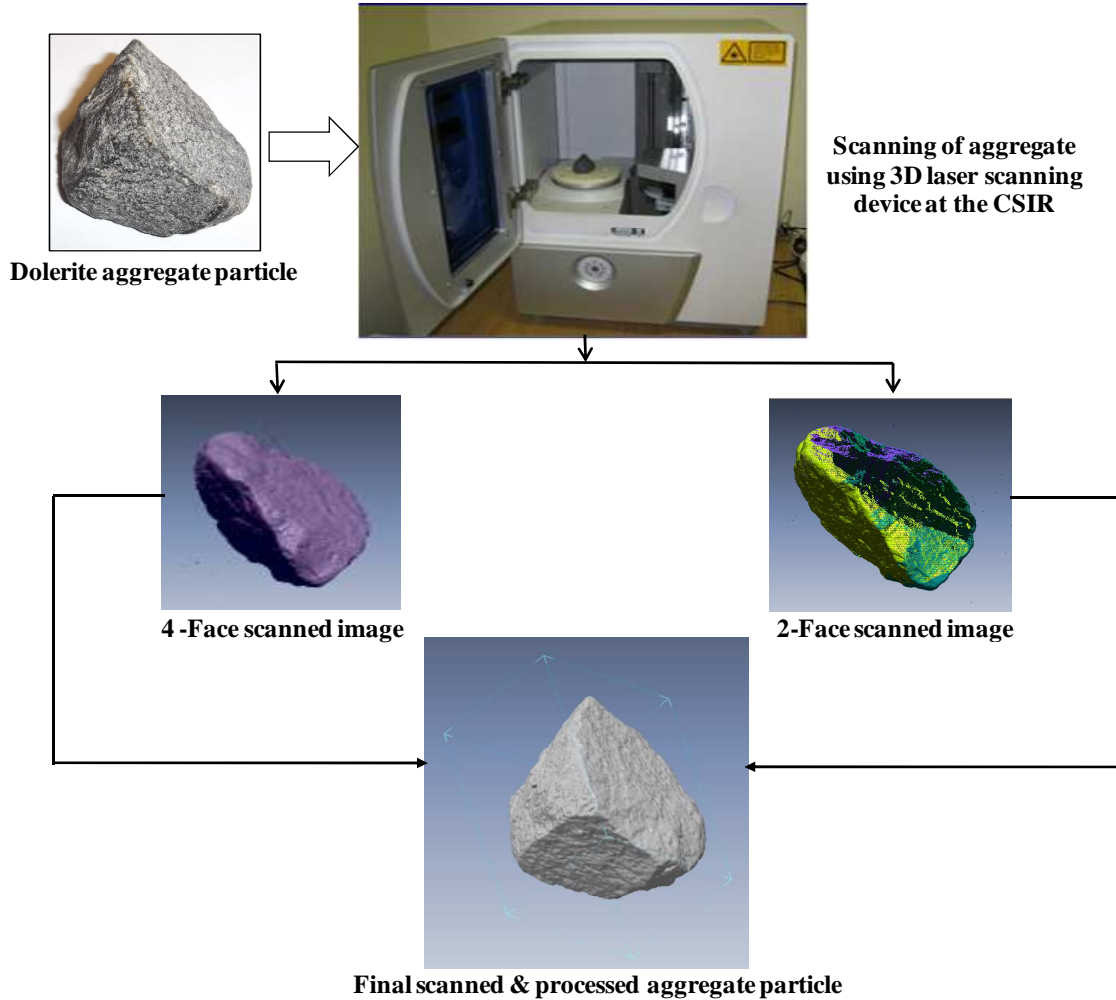 Scanning of aggregate
using 3D laser scanning
device at the CSIR
Dolerite aggregate particle
4 -Face scanned image
2-Face scanned image
Final scanned & processed aggregate particle